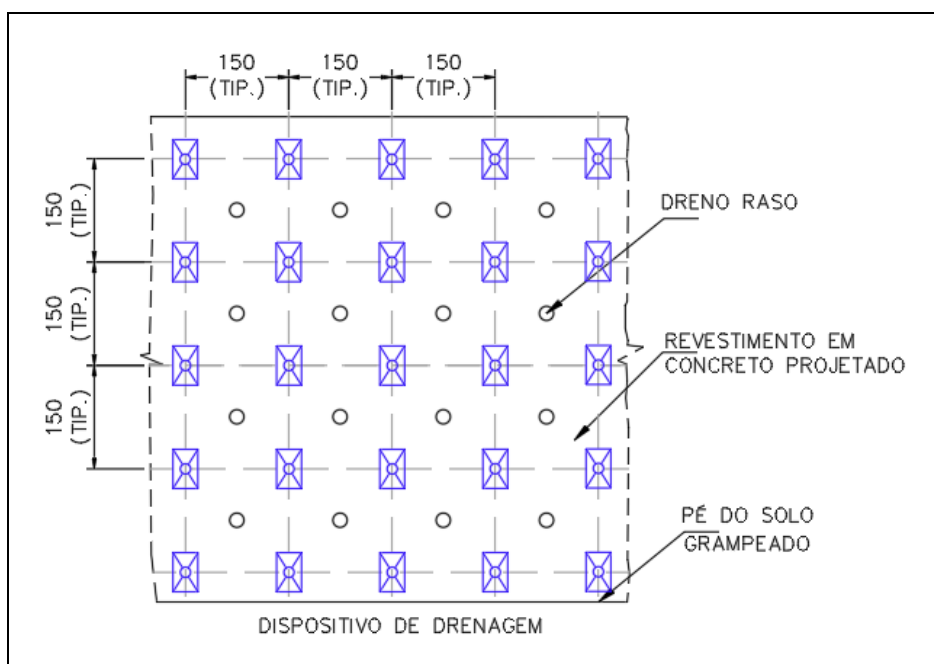 150
(TIP.)
150
(TIP.)
150
(TIP.)
150
(TIP.)
150
(TIP.)
150
(TIP.)
DRENO RASO
REVESTIMENTO EM
CONCRETO PROJETADO
PÉ DO SOLO
GRAMPEADO
DISPOSITIVO DE DRENAGEM